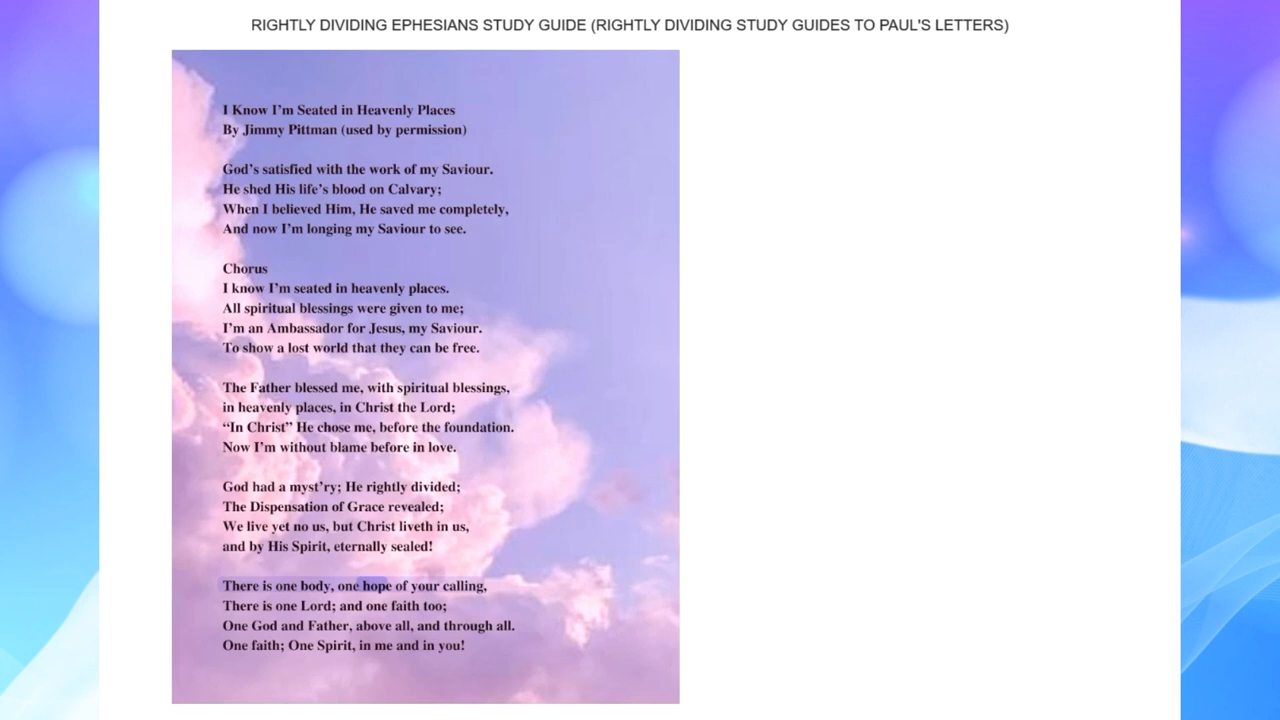 RIGHTLY DIVIDING EPHESIANS STUDY GUIDE (RIGHTLY DIVIDING STUDY GUIDES TO PAUL'S LETTERS)
I Know I’m Seated in Heavenly Places
By Jimmy Pittman (used by permission)
God’s satisfied with the work of my Saviour.
He shed His life’s blood on Calvary;
When I believed Him, He saved me completely,
And now I’m longing my Saviour to see.
Chorus
I know I’m seated in heavenly places.
All spiritual blessings were given to me;
I’m an Ambassador for Jesus, my Saviour.
To show a lost world that they can be free.
The Father blessed me, with spiritual blessings,
in heavenly places, in Christ the Lord;
“In Christ” He chose me, before the foundation.
Now I’m without blame before in love.
God had a myst’ry; He rightly divided;
The Dispensation of Grace revealed;
We live yet no us, but Christ liveth in us,
and by His Spirit, eternally sealed!
There is one body, one hope of your calling,
There is one Lord; and one faith too;
One God and Father, above all, and through all.
One faith; One Spirit, in me and in you!